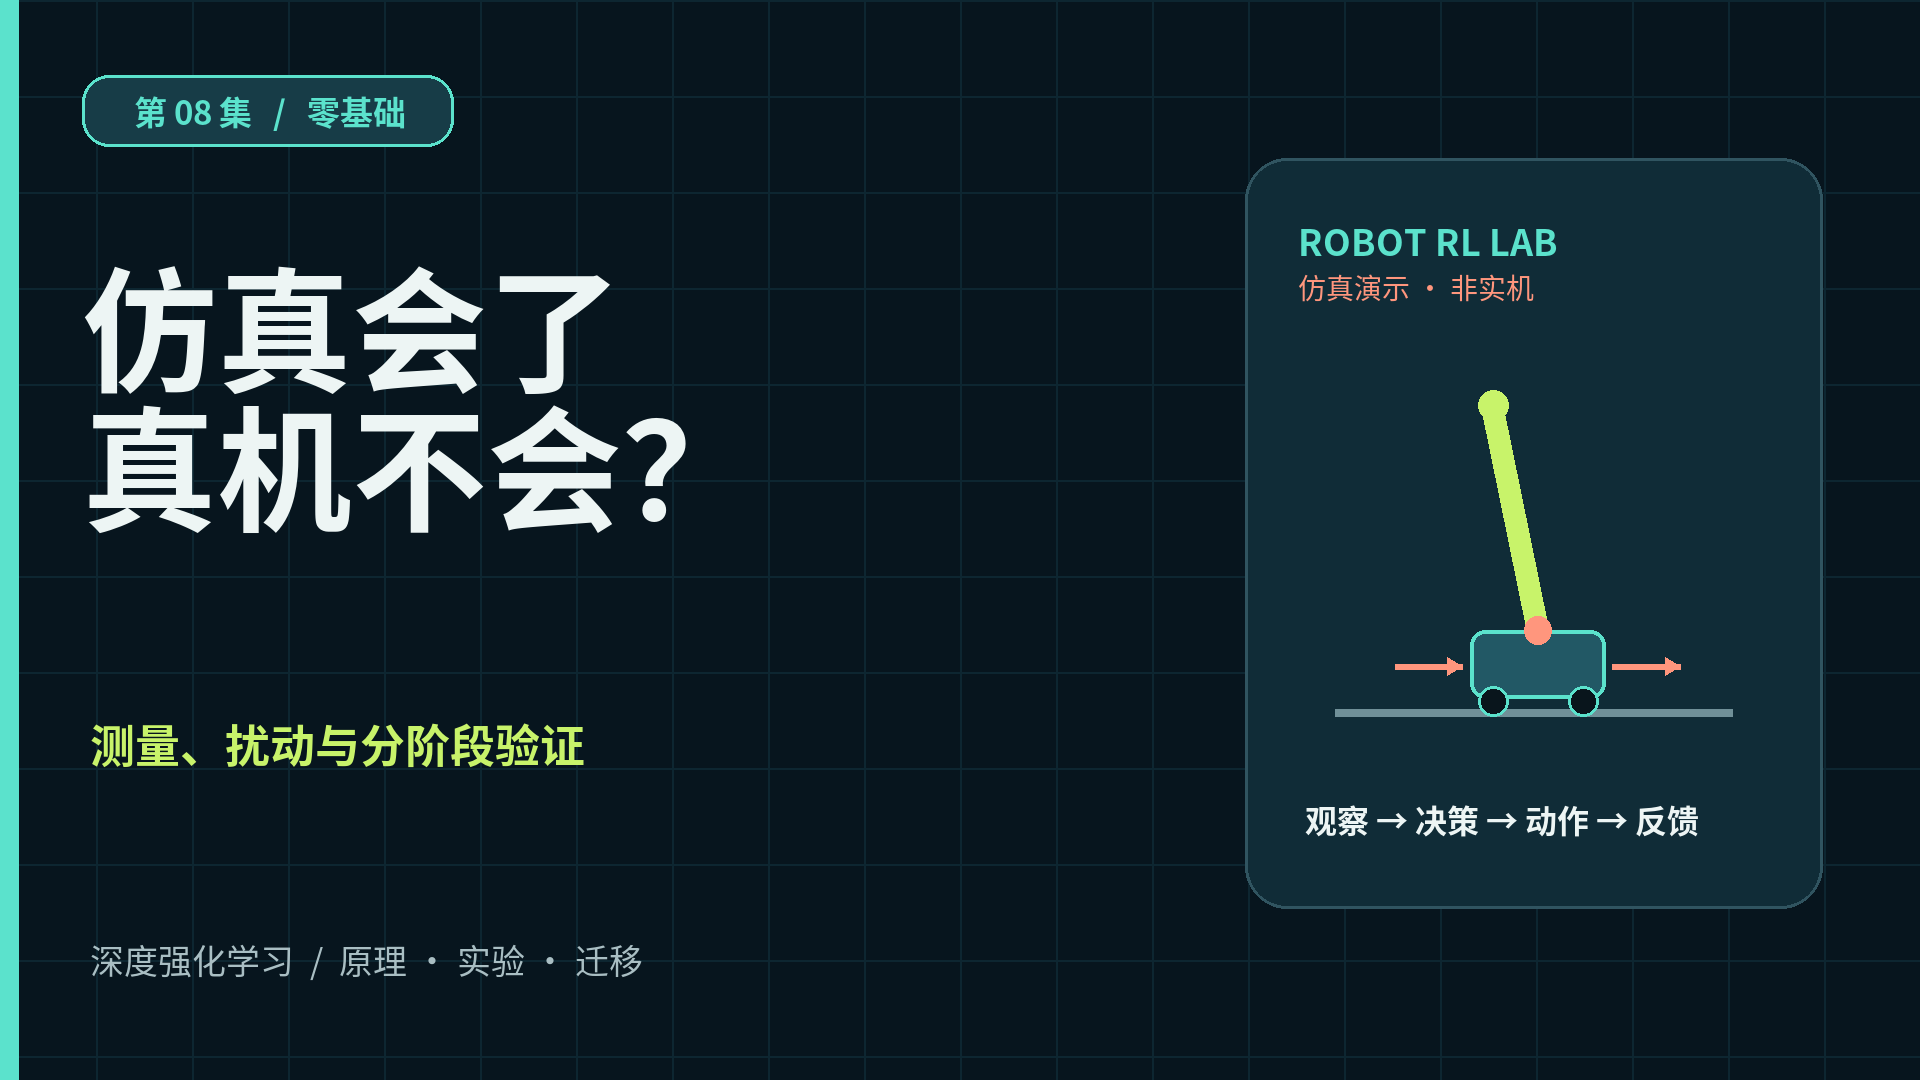 第 08 集 / 零基础
仿真会了
真机不会?
测量、扰动与分阶段验证
深度强化学习 / 原理 · 实验 · 迁移
ROBOT RL LAB
仿真演示 · 非实机
观察 → 决策 → 动作 → 反馈